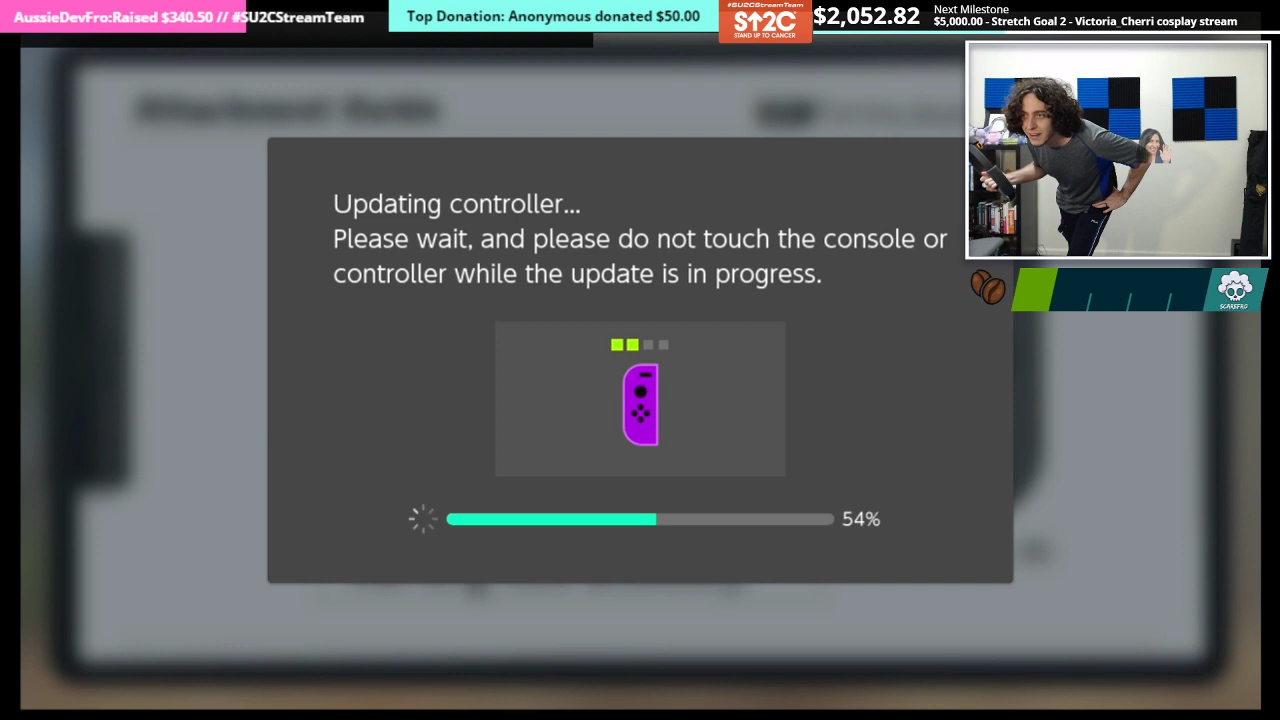 AussieDevFro:Raised $340.50 // #SU2CStreamTeam
Top Donation: Anonymous donated $50.00
#SU2CStreamTeam
SU2C
STAND UP TO CANCER
$2,052.82
Next Milestone
$5,000.00 - Stretch Goal 2 - Victoria_Cherri cosplay stream
Updating controller...
Please wait, and please do not touch the console or
controller while the update is in progress.
54%
SCARBFRO